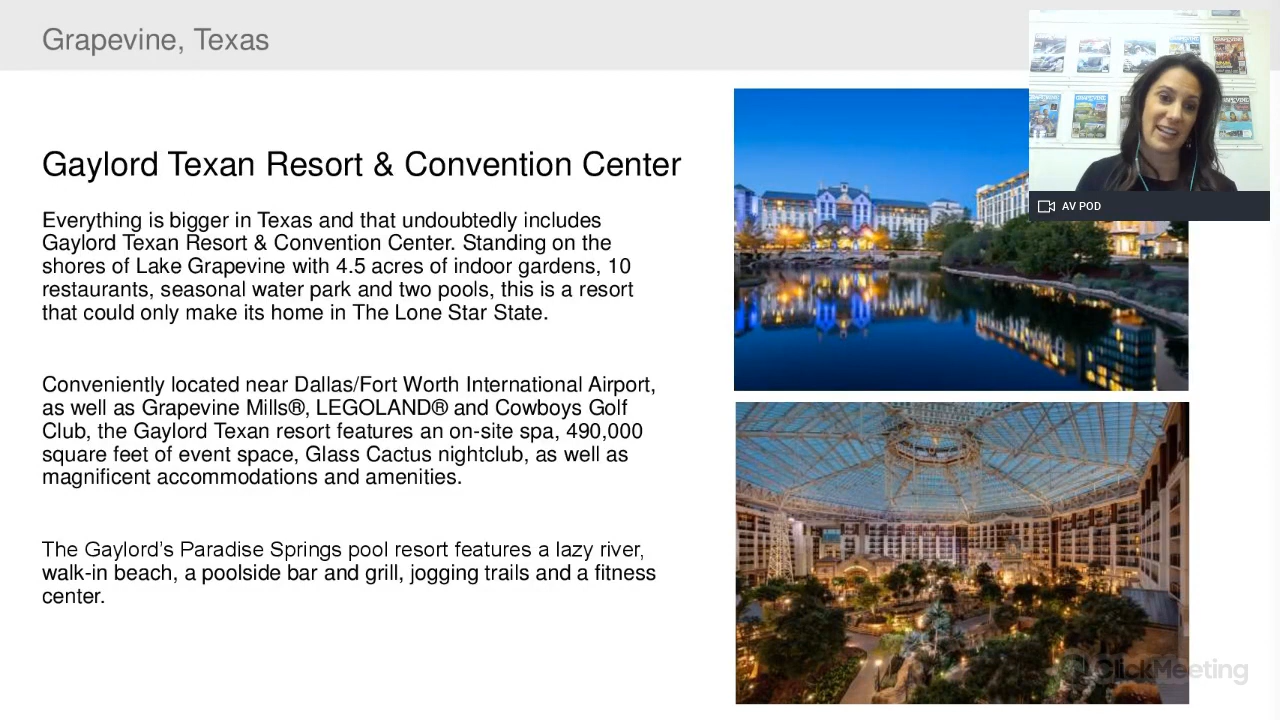 Grapevine, Texas
Gaylord Texan Resort & Convention Center
Everything is bigger in Texas and that undoubtedly includes
Gaylord Texan Resort & Convention Center. Standing on the
shores of Lake Grapevine with 4.5 acres of indoor gardens, 10
restaurants, seasonal water park and two pools, this is a resort
that could only make its home in The Lone Star State.
Conveniently located near Dallas/Fort Worth International Airport,
as well as Grapevine Mills®, LEGOLAND® and Cowboys Golf
Club, the Gaylord Texan resort features an on-site spa, 490,000
square feet of event space, Glass Cactus nightclub, as well as
magnificent accommodations and amenities.
The Gaylord’s Paradise Springs pool resort features a lazy river,
walk-in beach, a poolside bar and grill, jogging trails and a fitness
center.
AV POD
ClickMeeting